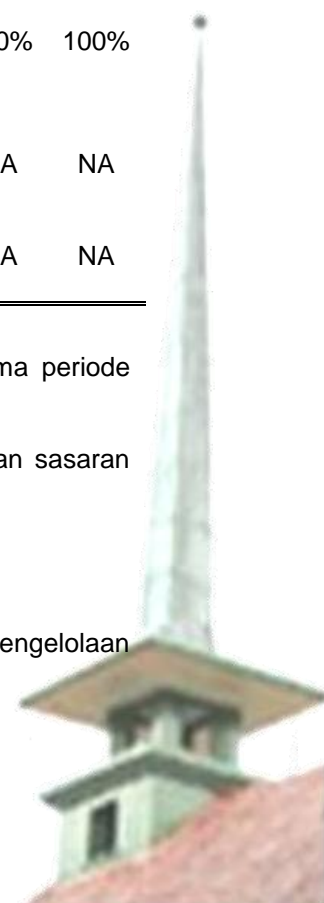 0% 100%
A NA
A NA
ma periode
an sasaran
engelolaan